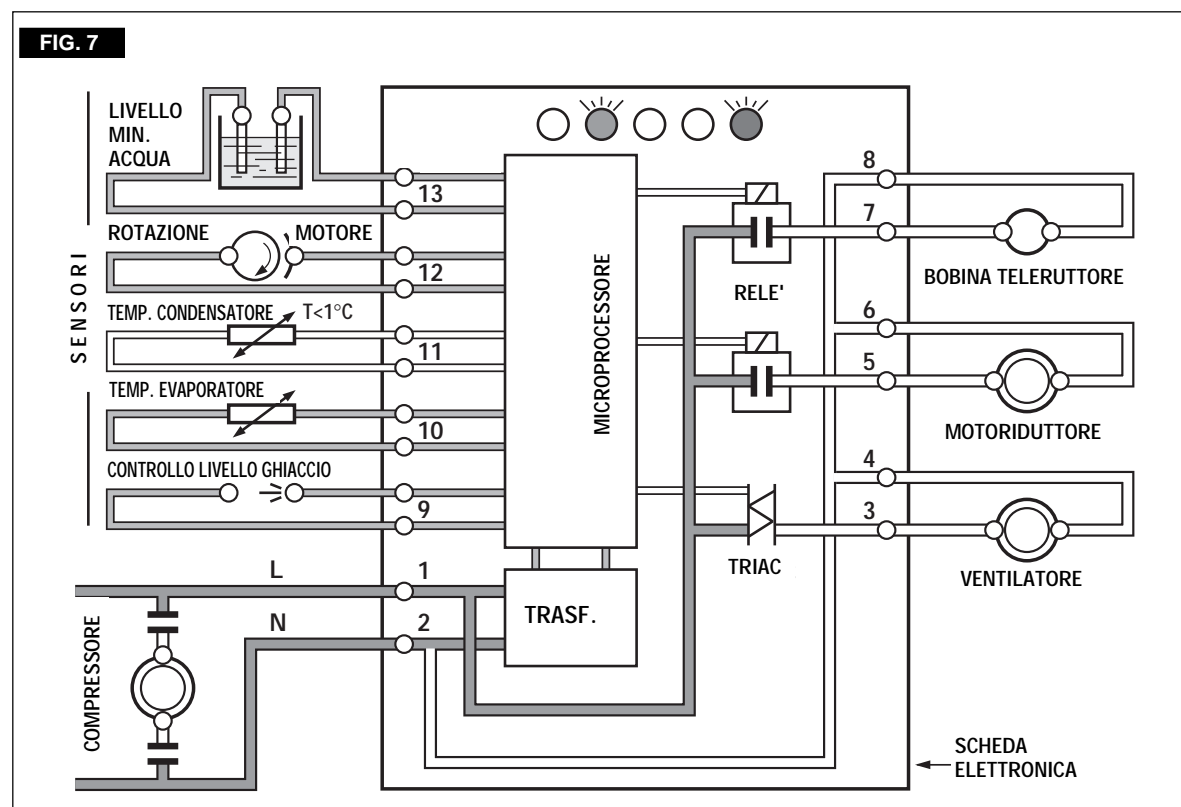 FIG. 7
LIVELLO
MIN.
ACQUA
13
ROTAZIONE
MOTORE
12
TEMP. CONDENSATORE
T<1°C
11
TEMP. EVAPORATORE
10
CONTROLLO LIVELLO GHIACCIO
9
SENSORI
L
1
N
2
COMPRESSORE
MICROPROCESSORE
TRASF.
RELE'
TRIAC
8
7
BOBINA TELERUTTORE
6
5
MOTORIDUTTORE
4
3
VENTILATORE
SCHEDA
ELETTRONICA